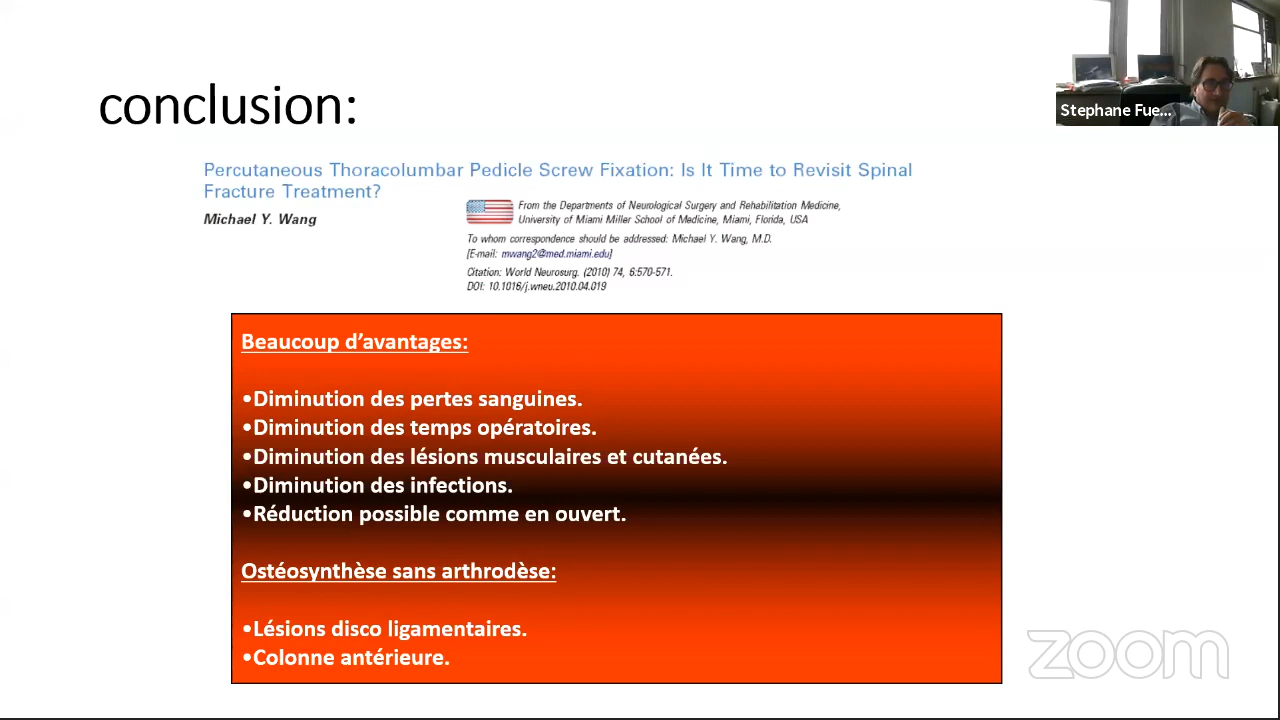 Stephane Fue...
conclusion:
Percutaneous Thoracolumbar Pedicle Screw Fixation: Is It Time to Revisit Spinal
Fracture Treatment?
Michael Y. Wang
From the Departments of Neurological Surgery and Rehabilitation Medicine,
University of Miami Miller School of Medicine, Miami, Florida, USA
To whom correspondence should be addressed: Michael Y. Wang, M.D.
[E-mail: mwang2@med.miami.edu]
Citation: World Neurosurg. (2010) 74, 6:570-571.
DOI: 10.1016/j.wneu.2010.04.019
Beaucoup d’avantages:
•Diminution des pertes sanguines.
•Diminution des temps opératoires.
•Diminution des lésions musculaires et cutanées.
•Diminution des infections.
•Réduction possible comme en ouvert.
Ostéosynthèse sans arthrodèse:
•Lésions disco ligamentaires.
•Colonne antérieure.
zoom